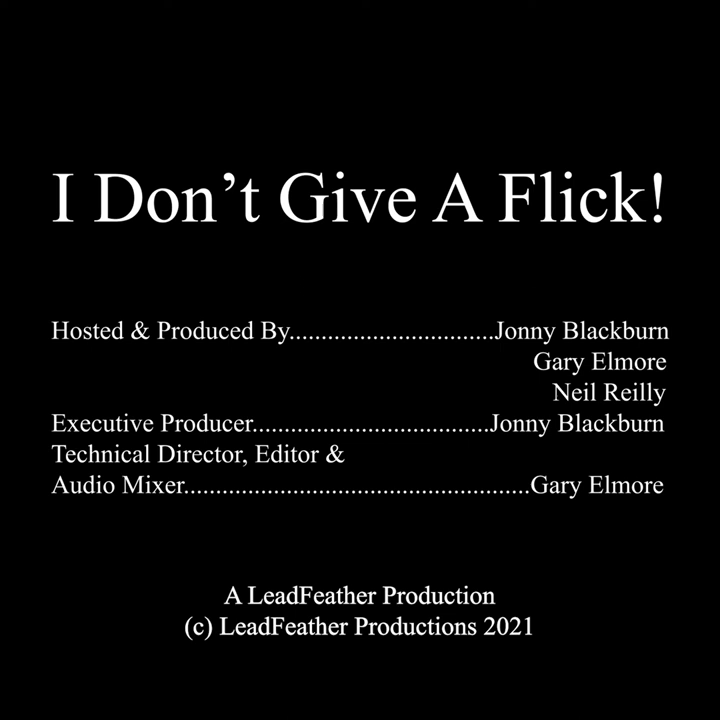 I Don’t Give A Flick!
Hosted & Produced By................................Jonny Blackburn
Gary Elmore
Neil Reilly
Executive Producer.....................................Jonny Blackburn
Technical Director, Editor &
Audio Mixer......................................................Gary Elmore
A LeadFeather Production
(c) LeadFeather Productions 2021